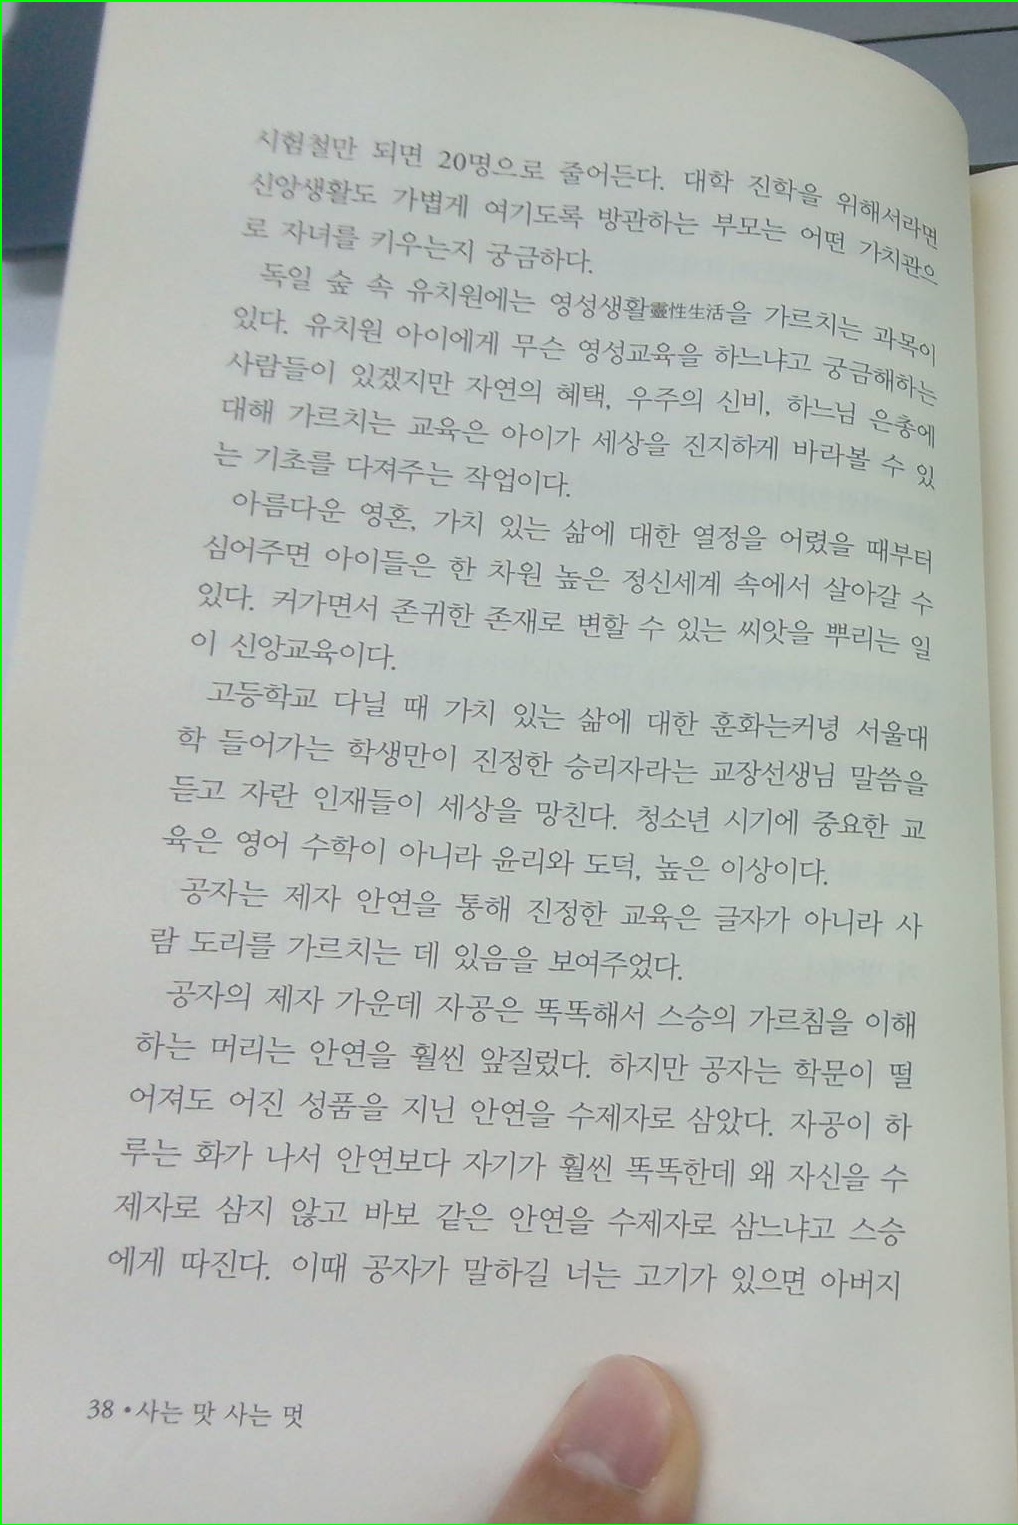 시험철만 되면 20명으로 줄어든다. 대학 진학을 위해서라면
신앙생활도 가볍게 여기도록 방관하는 부모는 어떤 가치관으
로 자녀를 키우는지 궁금하다.
독일 숲 속 유치원에는 영성생활靈性生活을 가르치는 과목이
있다. 유치원 아이에게 무슨 영성교육을 하느냐고 궁금해하는
사람들이 있겠지만 자연의 혜택, 우주의 신비, 하느님 은총에
대해 가르치는 교육은 아이가 세상을 진지하게 바라볼 수 있
는 기초를 다져주는 작업이다.
아름다운 영혼, 가치 있는 삶에 대한 열정을 어렸을 때부터
심어주면 아이들은 한 차원 높은 정신세계 속에서 살아갈 수
있다. 커가면서 존귀한 존재로 변할 수 있는 씨앗을 뿌리는 일
이 신앙교육이다.
고등학교 다닐 때 가치 있는 삶에 대한 훈화는커녕 서울대
학 들어가는 학생만이 진정한 승리자라는 교장선생님 말씀을
듣고 자란 인재들이 세상을 망친다. 청소년 시기에 중요한 교
육은 영어 수학이 아니라 윤리와 도덕, 높은 이상이다.
공자는 제자 안연을 통해 진정한 교육은 글자가 아니라 사
람 도리를 가르치는 데 있음을 보여주었다.
공자의 제자 가운데 자공은 똑똑해서 스승의 가르침을 이해
하는 머리는 안연을 훨씬 앞질렀다. 하지만 공자는 학문이 떨
어져도 어진 성품을 지닌 안연을 수제자로 삼았다. 자공이 하
루는 화가 나서 안연보다 자기가 훨씬 똑똑한데 왜 자신을 수
제자로 삼지 않고 바보 같은 안연을 수제자로 삼느냐고 스승
에게 따진다. 이때 공자가 말하길 너는 고기가 있으면 아버지
38 • 사는 맛 사는 멋